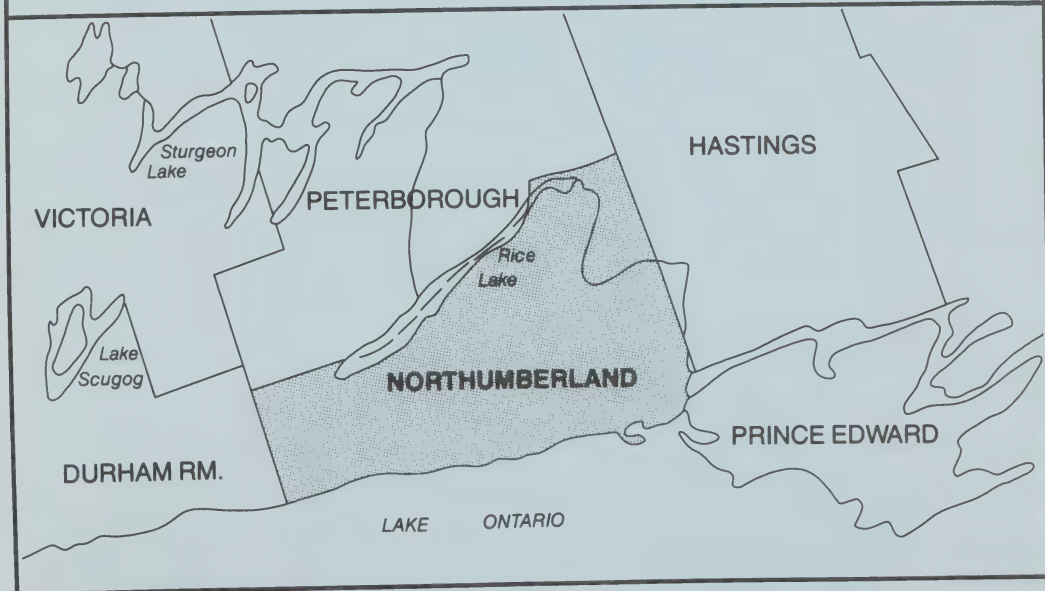 HASTINGS
Sturgeon
Lake
PETERBOROUGH
VICTORIA
Rice
Lake
Lake
Scugog
NORTHUMBERLAND
PRINCE EDWARD
DURHAM RM.
LAKE ONTARIO